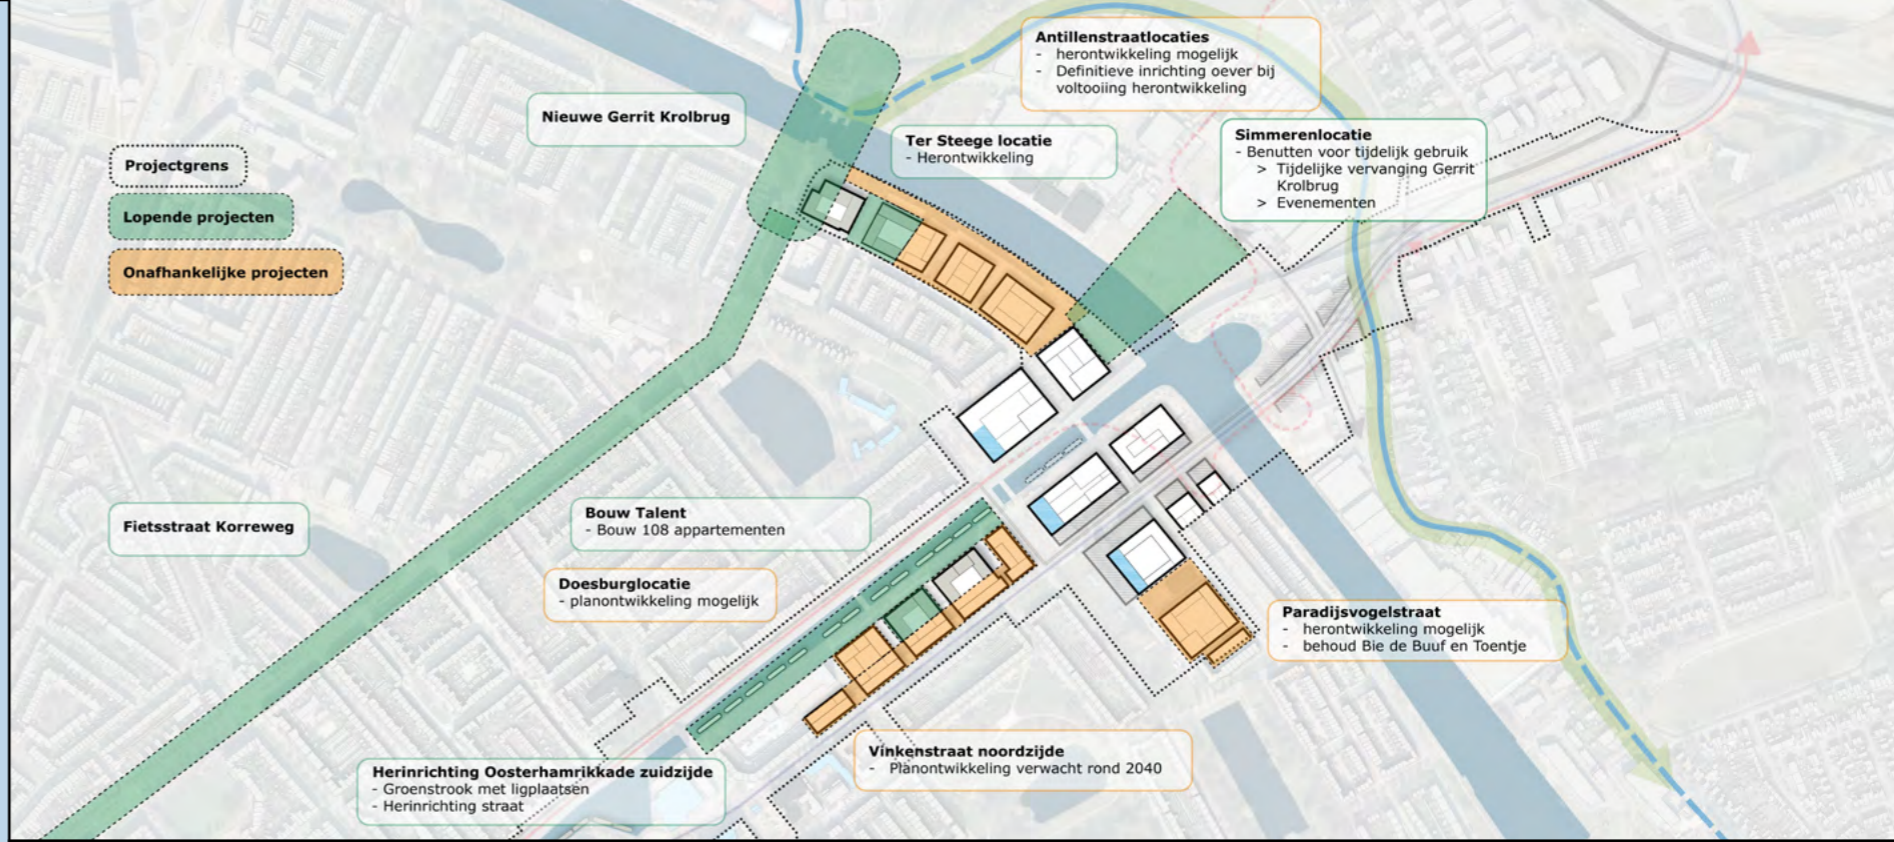 Antillenstraatlocaties
- herontwikkeling mogelijk
- Definitieve inrichting oever bij
voltooiing herontwikkeling
Nieuwe Gerrit Krolbrug
Ter Steege locatie
- Herontwikkeling
Simmerenlocatie
- Benutten voor tijdelijk gebruik
> Tijdelijke vervanging Gerrit
Krolbrug
> Evenementen
Projectgrens
Lopende projecten
Onafhankelijke projecten
Fietsstraat Korreweg
Bouw Talent
- Bouw 108 appartementen
Doesburglocatie
- planontwikkeling mogelijk
Paradijsvogelstraat
- herontwikkeling mogelijk
- behoud Bie de Buuf en Toentje
Vinkenstraat noordzijde
- Planontwikkeling verwacht rond 2040
Herinrichting Oosterhamrikkade zuidzijde
- Groenstrook met ligplaatsen
- Herinrichting straat